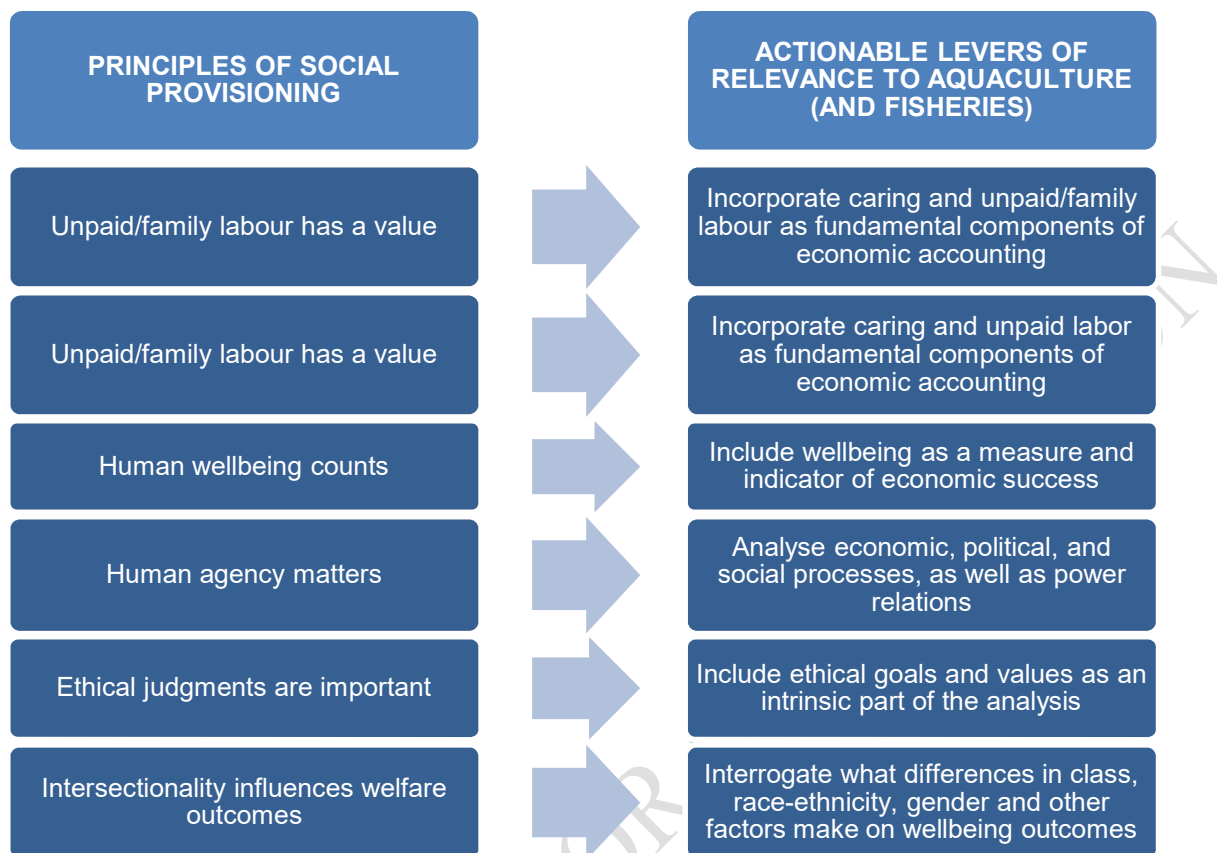 PRINCIPLES OF SOCIAL
PROVISIONING
ACTIONABLE LEVERS OF
RELEVANCE TO AQUACULTURE
(AND FISHERIES)
Unpaid/family labour has a value
Incorporate caring and unpaid/family
labour as fundamental components of
economic accounting
Unpaid/family labour has a value
Incorporate caring and unpaid labor
as fundamental components of
economic accounting
Human wellbeing counts
Include wellbeing as a measure and
indicator of economic success
Human agency matters
Analyse economic, political, and
social processes, as well as power
relations
Ethical judgments are important
Include ethical goals and values as an
intrinsic part of the analysis
Intersectionality influences welfare
outcomes
Interrogate what differences in class,
race-ethnicity, gender and other
factors make on wellbeing outcomes